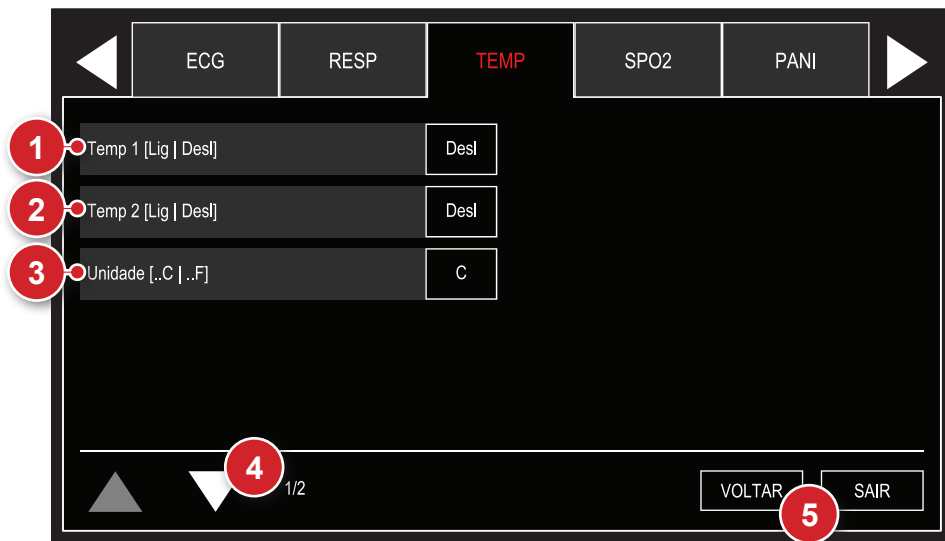 ECG RESP TEMP SPO2 PANI
1 Temp 1 [Lig | Desl] Desl
2 Temp 2 [Lig | Desl] Desl
3 Unidade [..C | ..F] C
4 1/2 VOLTAR SAIR
5